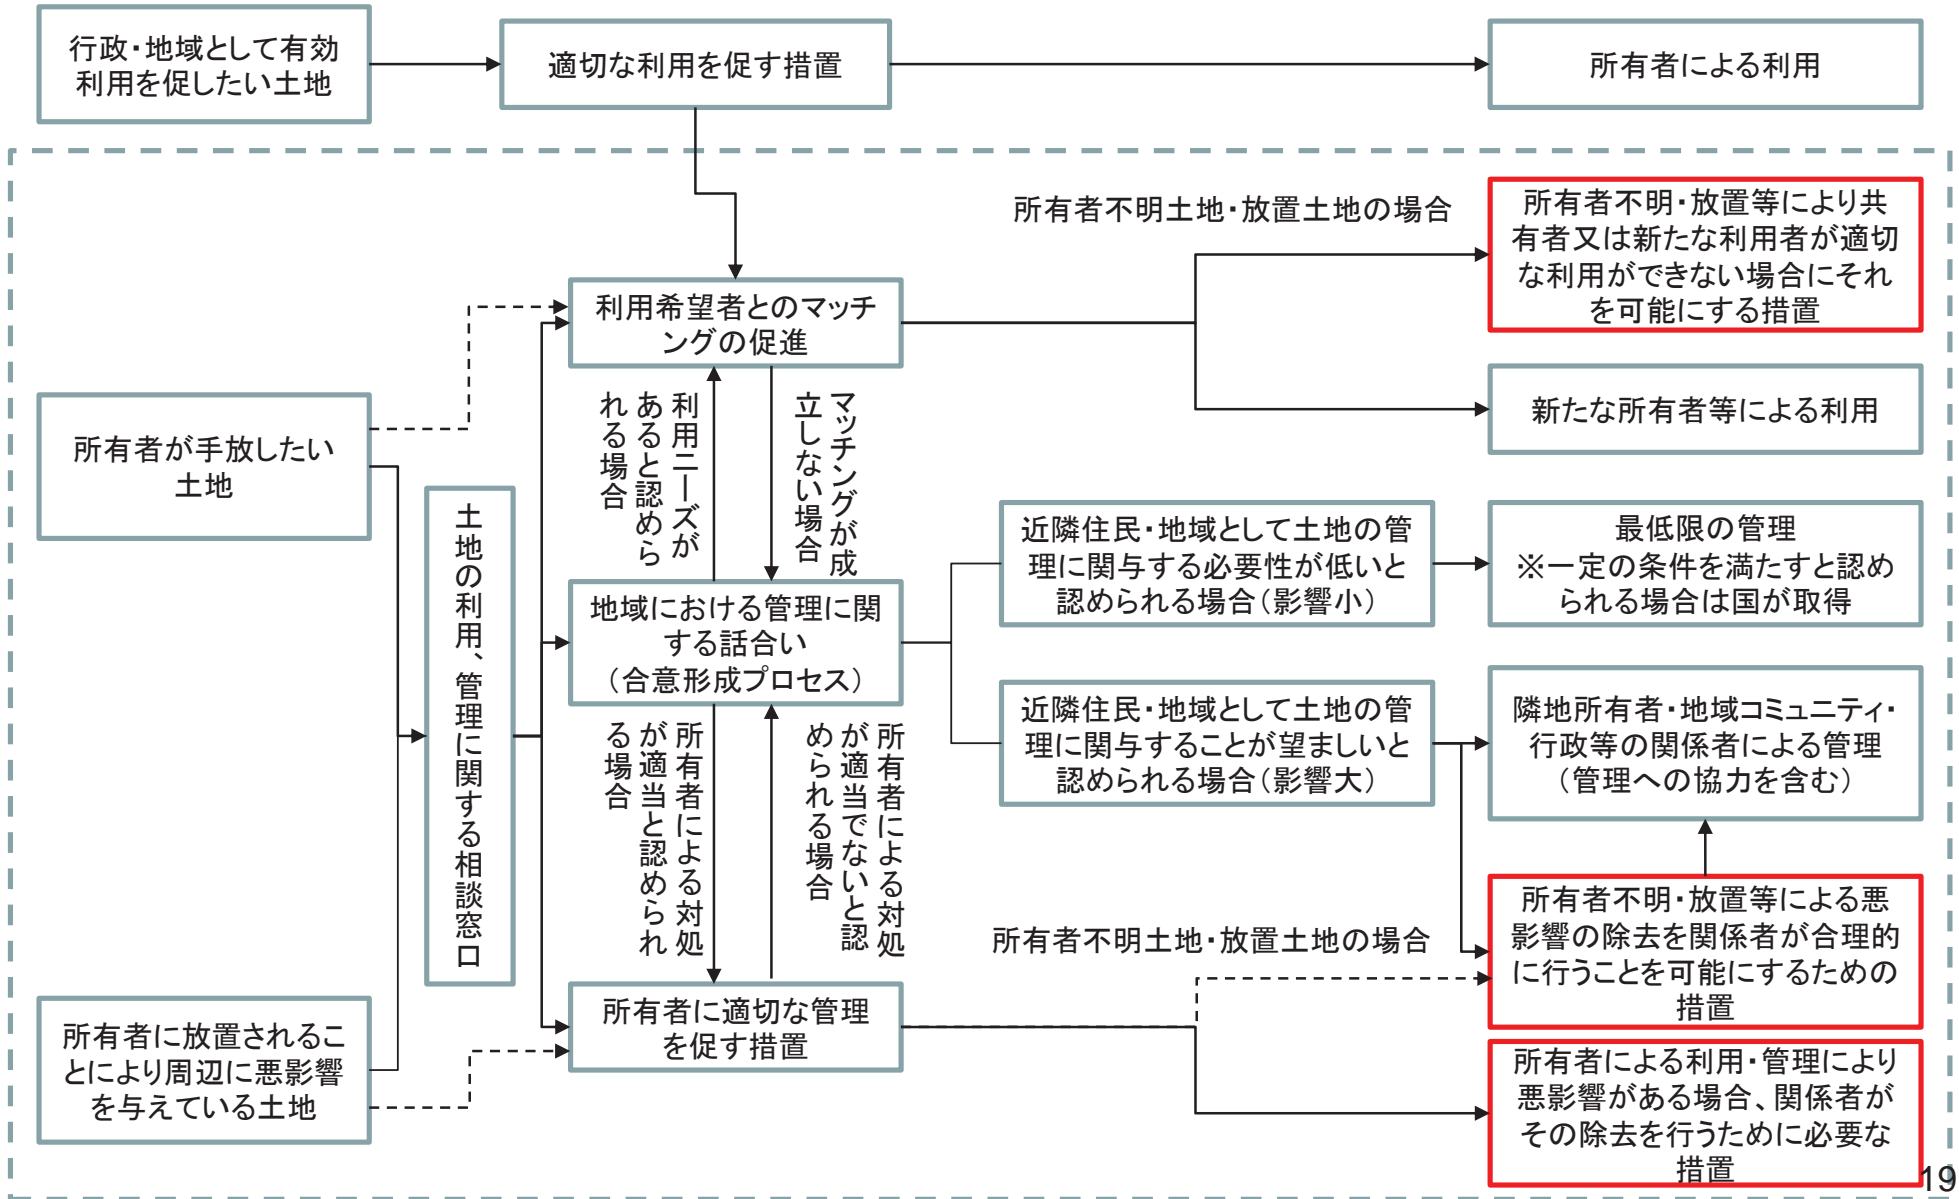 行政・地域として有効
利用を促したい土地
適切な利用を促す措置
所有者による利用
所有者不明土地・放置土地の場合
所有者不明・放置等により共
有者又は新たな利用者が適切
な利用ができない場合にそれ
を可能にする措置
利用希望者とのマッチ
ングの促進
新たな所有者等による利用
所有者が手放したい
土地
利用ニーズが
あると認めら
れる場合
マッチングが成
立しない場合
土地の利用、管理に関する相談窓口
近隣住民・地域として土地の管
理に関与する必要性が低いと
認められる場合(影響小)
最低限の管理
※一定の条件を満たすと認め
られる場合は国が取得
地域における管理に関
する話合い
(合意形成プロセス)
近隣住民・地域として土地の管
理に関与することが望ましいと
認められる場合(影響大)
隣地所有者・地域コミュニティ・
行政等の関係者による管理
(管理への協力を含む)
所有者による対処
が適当と認められ
る場合
所有者による対処
が適当でないと認
められる場合
所有者不明土地・放置土地の場合
所有者不明・放置等による悪
影響の除去を関係者が合理的
に行うことを可能にするための
措置
所有者に適切な管理
を促す措置
所有者に放置されるこ
とにより周辺に悪影響
を与えている土地
所有者による利用・管理により
悪影響がある場合、関係者が
その除去を行うために必要な
措置
19